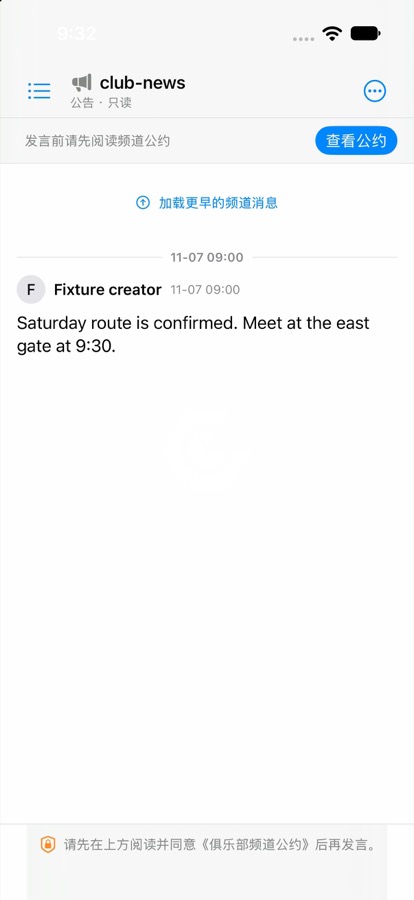 9:32
club-news
公告 · 只读
发言前请先阅读频道公约
查看公约
加载更早的频道消息
11-07 09:00
F
Fixture creator 11-07 09:00
Saturday route is confirmed. Meet at the east
gate at 9:30.
请先在上方阅读并同意《俱乐部频道公约》后再发言。